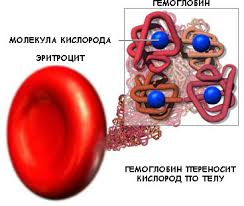 ГЕМОГЛОБИН
МОЛЕКУЛА КИСЛОРОДА
ЭРИТРОЦИТ
ГЕМОГЛОБИН ПЕРЕНОСИТ
КИСЛОРОД ПО ТЕЛУ